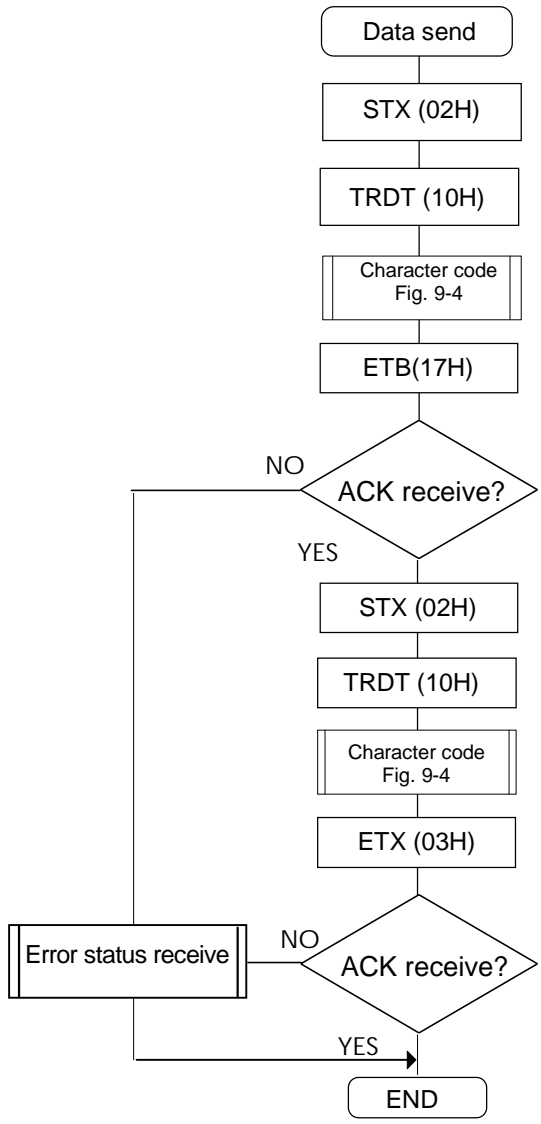 Data send
STX (02H)
TRDT (10H)
Character code
Fig. 9-4
ETB(17H)
NO
ACK receive?
YES
STX (02H)
TRDT (10H)
Character code
Fig. 9-4
ETX (03H)
Error status receive
NO
ACK receive?
YES
END